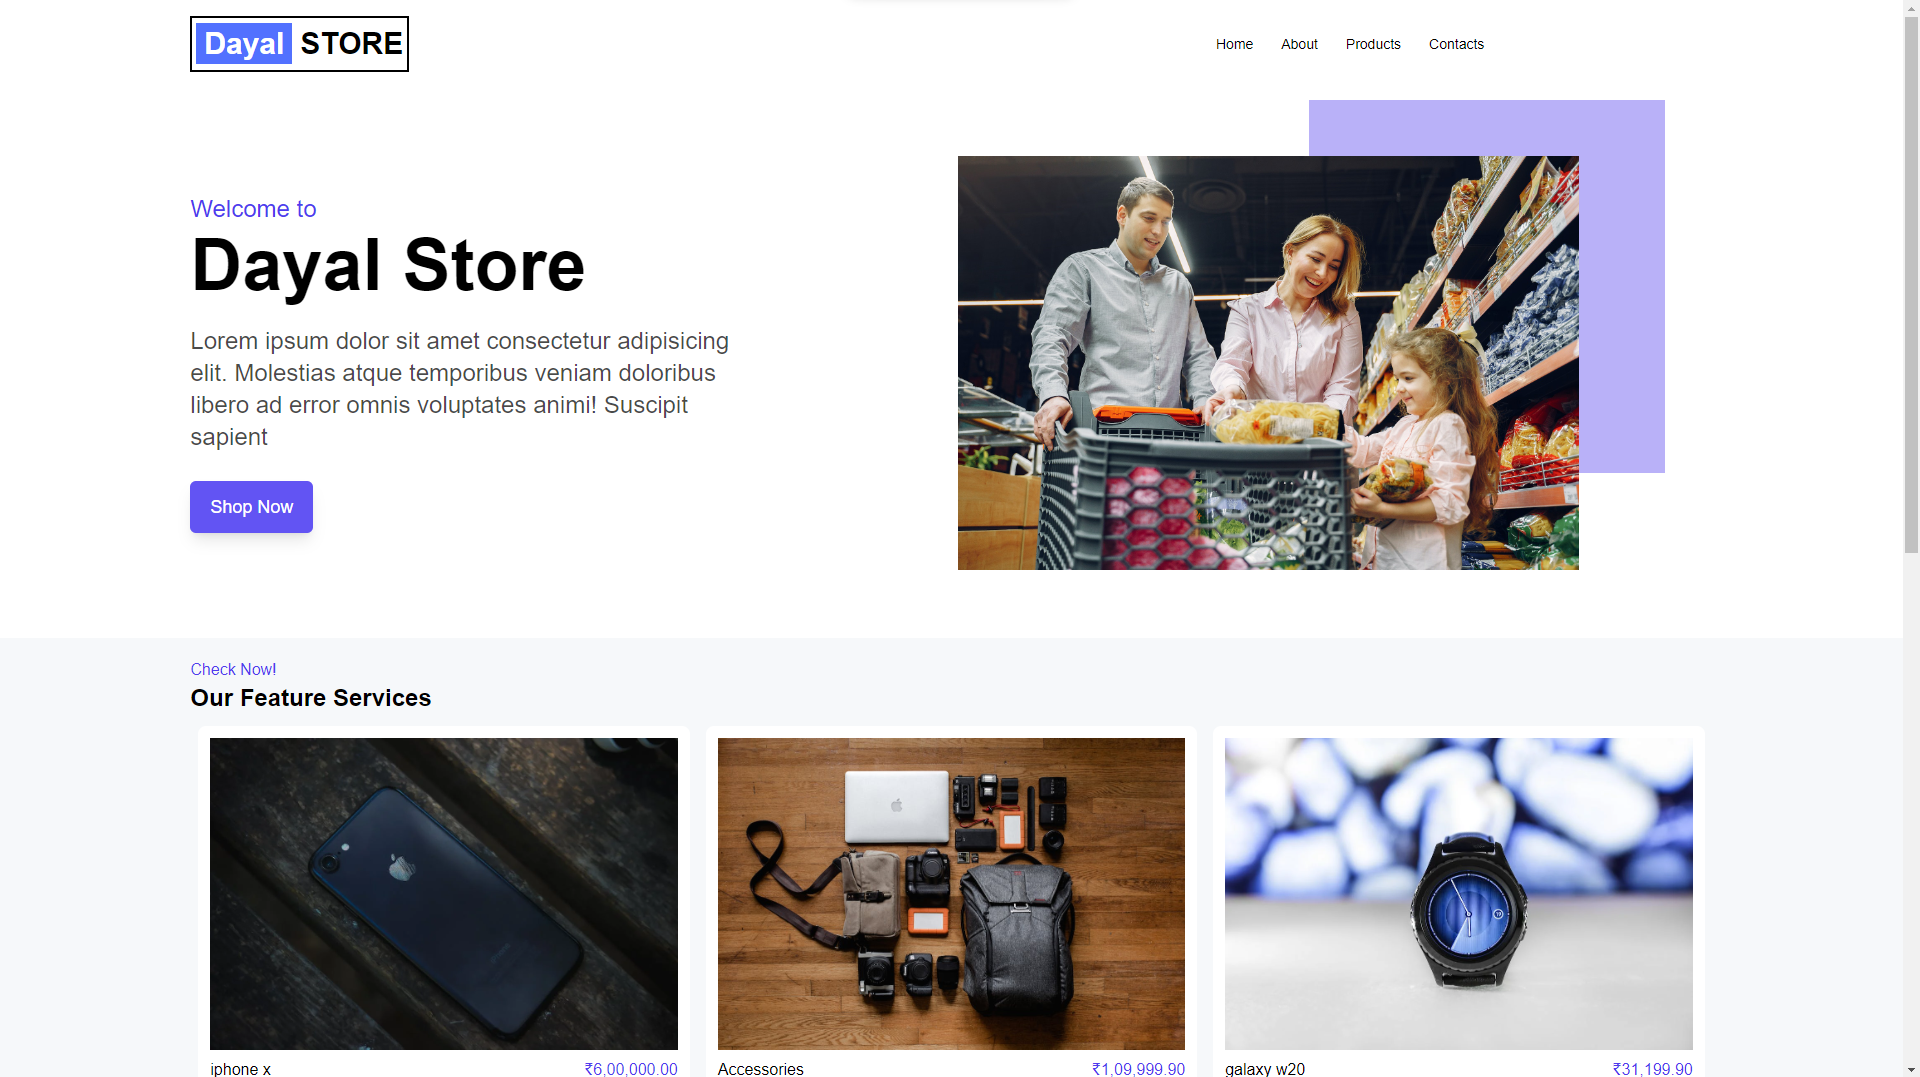 Dayal STORE
Home About Products Contacts
Welcome to
Dayal Store
Lorem ipsum dolor sit amet consectetur adipisicing
elit. Molestias atque temporibus veniam doloribus
libero ad error omnis voluptates animi! Suscipit
sapient
Shop Now
Check Now!
Our Feature Services
iphone x ₹6,00,000.00
Accessories ₹1,09,999.90
galaxy w20 ₹31,199.90